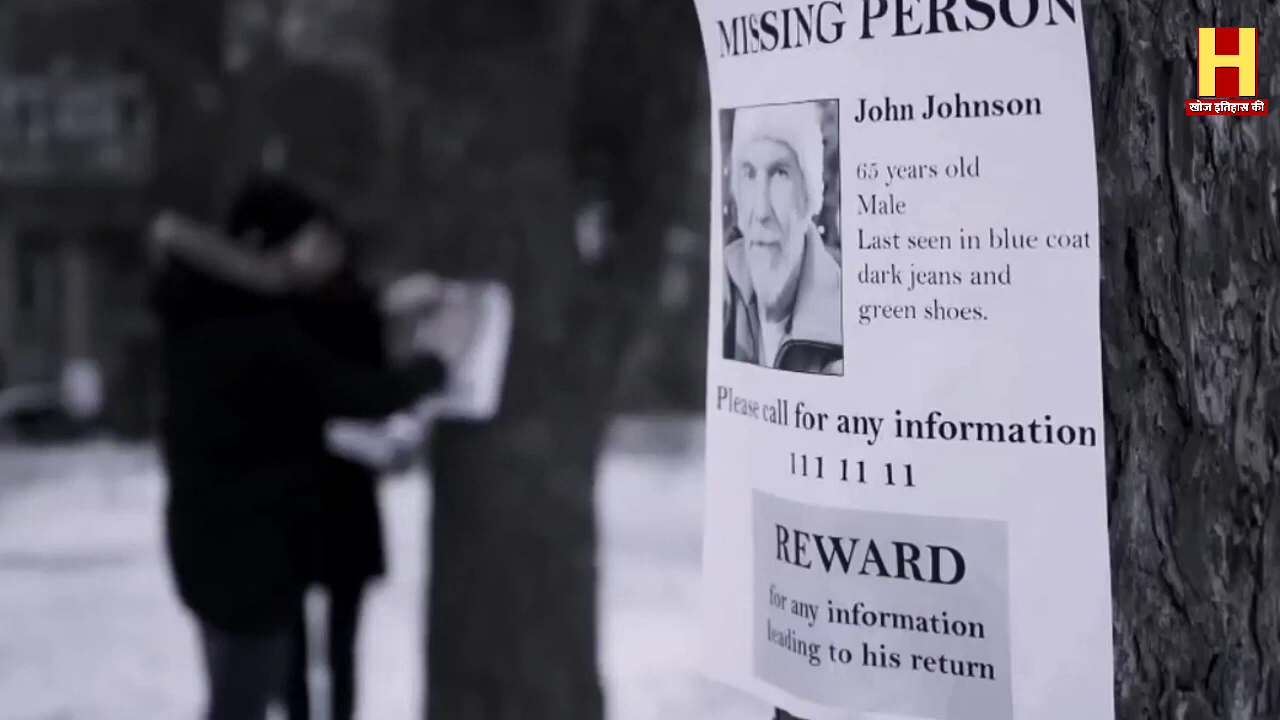 MISSING PERSON
H
खोज इतिहास की
John Johnson
65 years old
Male
Last seen in blue coat
dark jeans and
green shoes.
Please call for any information
111 11 11
REWARD
for any information
leading to his return